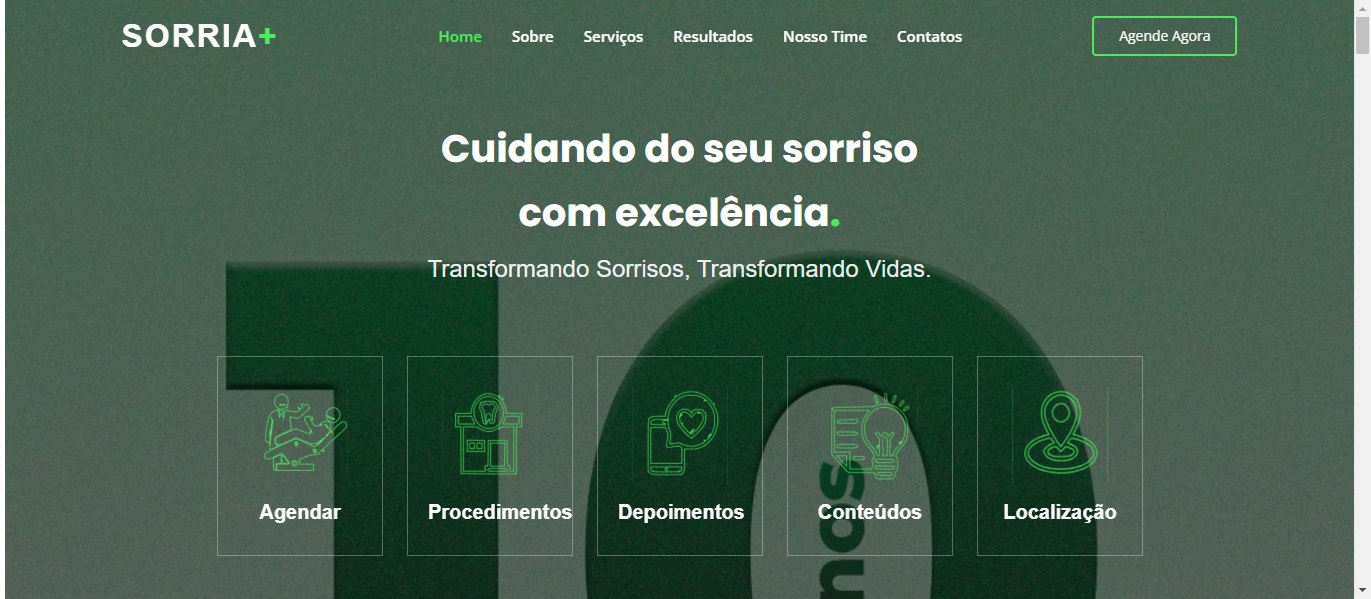 SORRIA+
Home Sobre Serviços Resultados Nosso Time Contatos
Agende Agora
Cuidando do seu sorriso
com excelência.
Transformando Sorrisos, Transformando Vidas.
10
nos
Agendar Procedimentos Depoimentos Conteúdos Localização